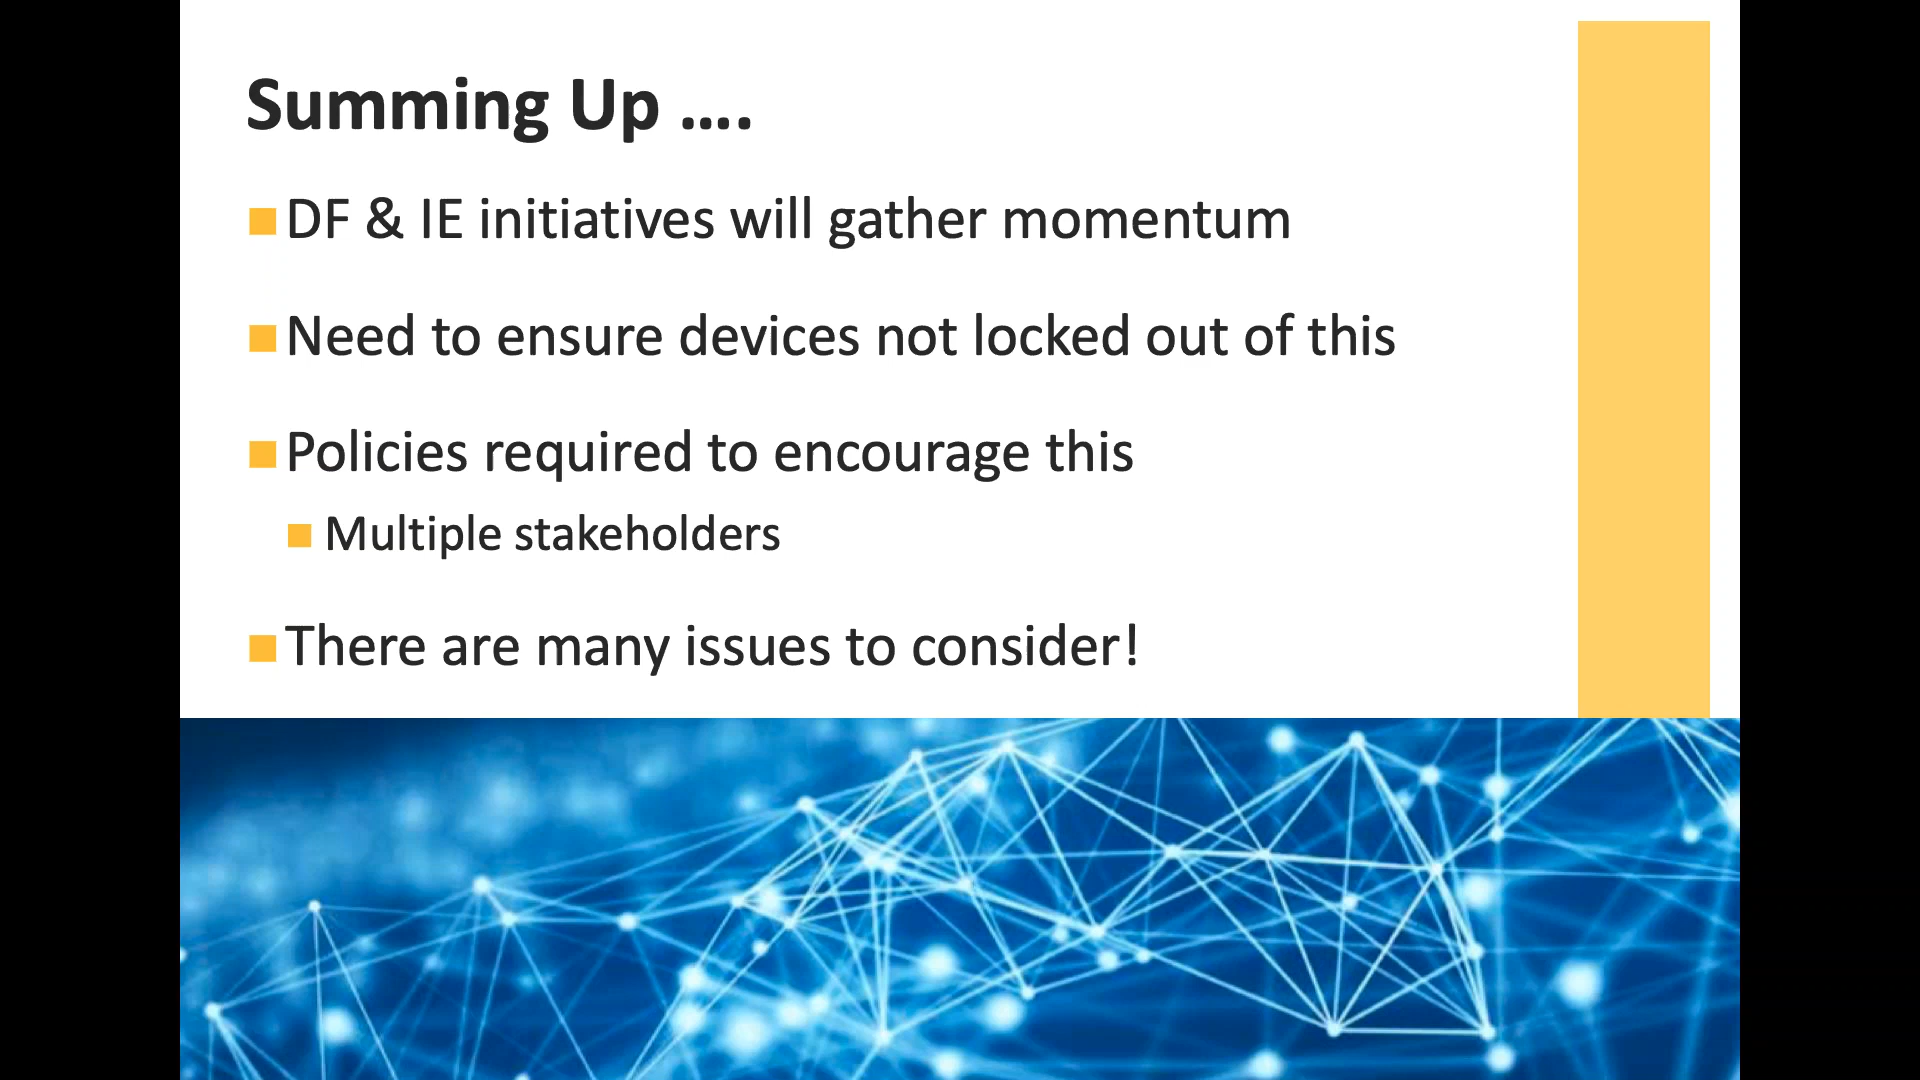 Summing Up ....
DF & IE initiatives will gather momentum
Need to ensure devices not locked out of this
Policies required to encourage this
Multiple stakeholders
There are many issues to consider!